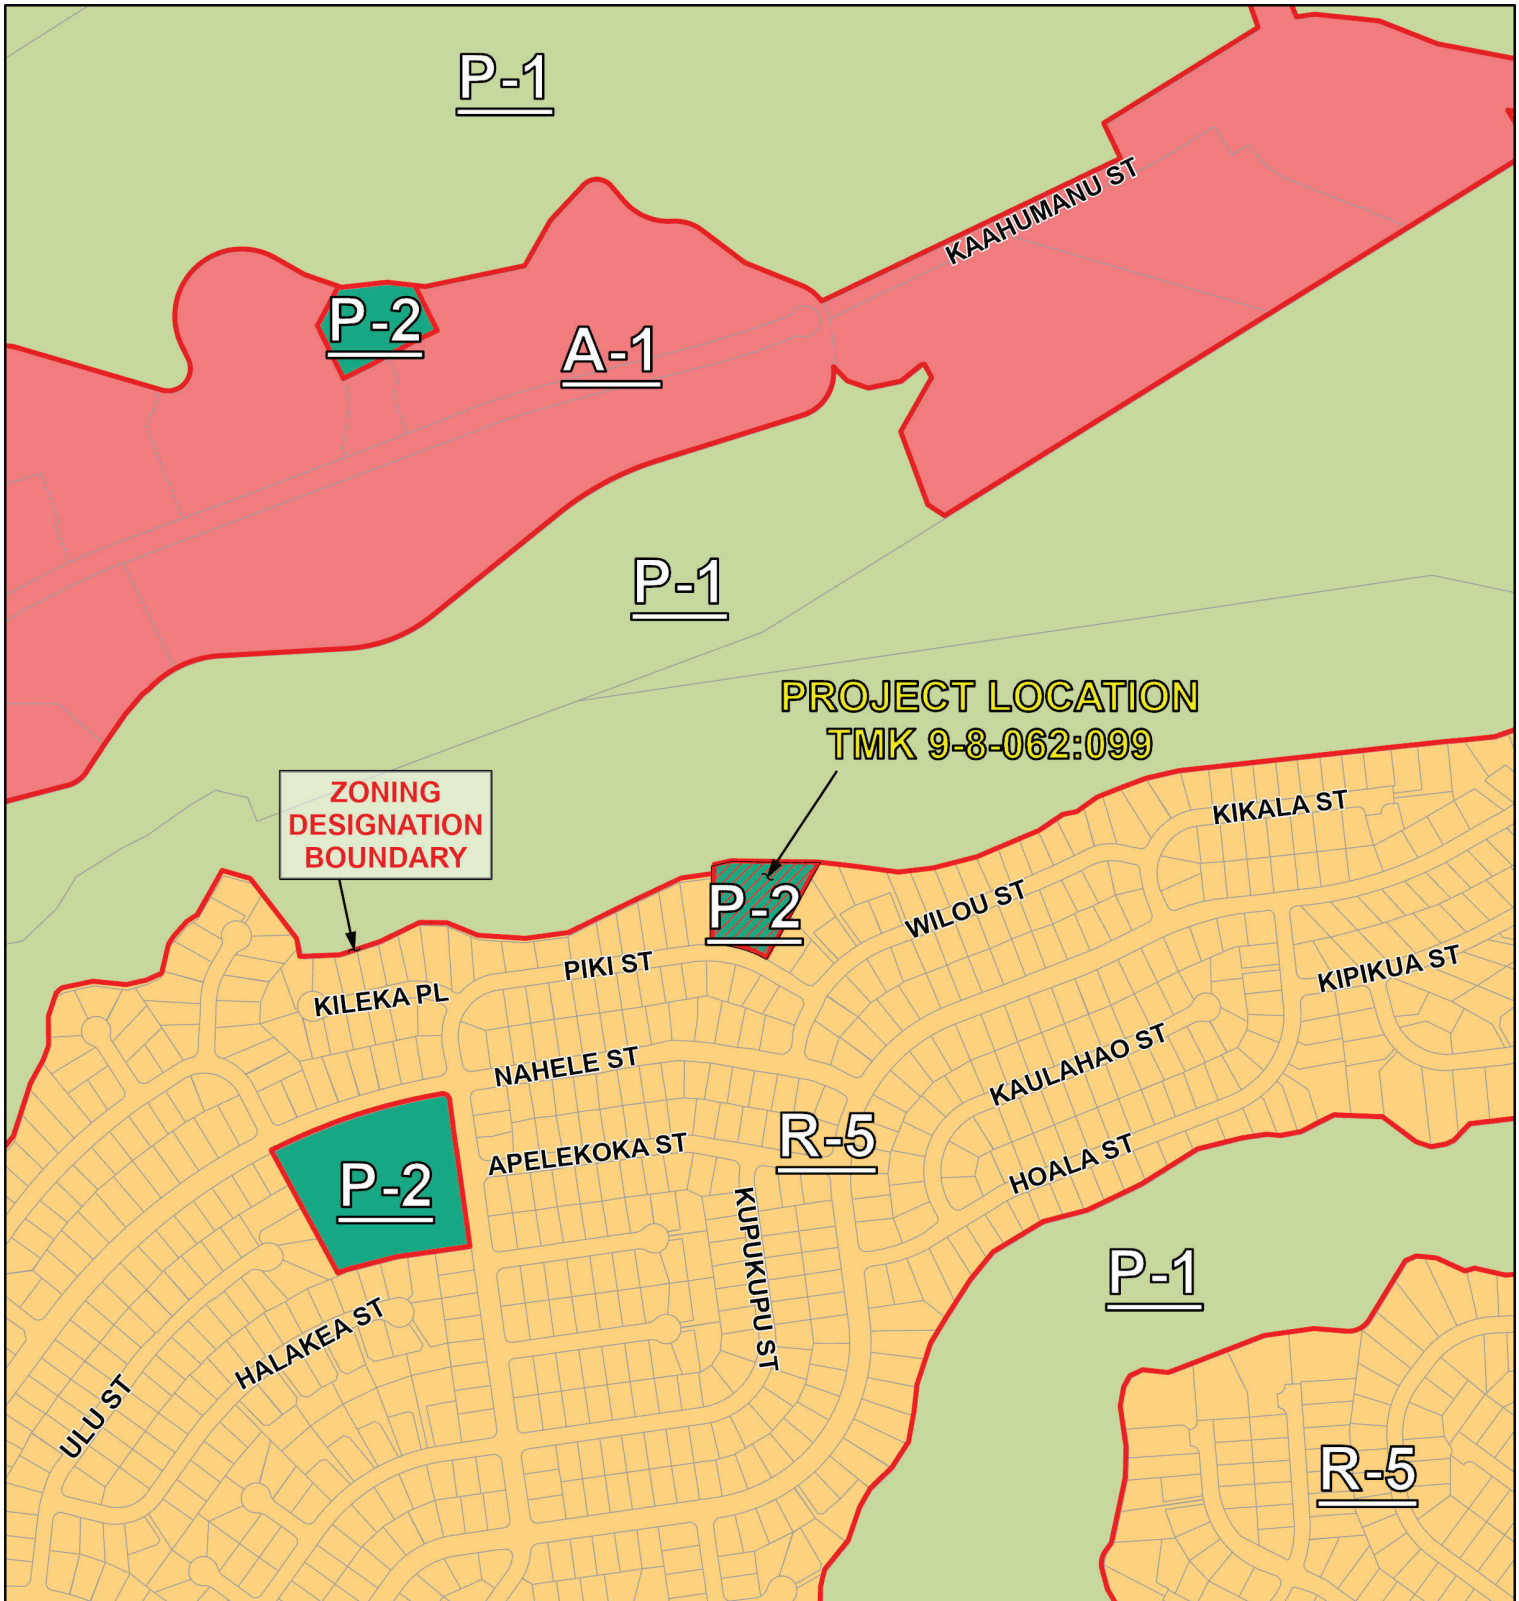 P-1
KAAHUMANU ST
P-2
A-1
P-1
PROJECT LOCATION
TMK 9-8-062:099
ZONING
DESIGNATION
BOUNDARY
KIKALA ST
P-2
WILOU ST
PIKI ST
KIPIKUA ST
KILEKA PL
NAHELE ST
KAULAHAO ST
R-5
APELEKOKA ST
HOALA ST
P-2
KUPUKUPU ST
P-1
HALAKEA ST
ULU ST
R-5